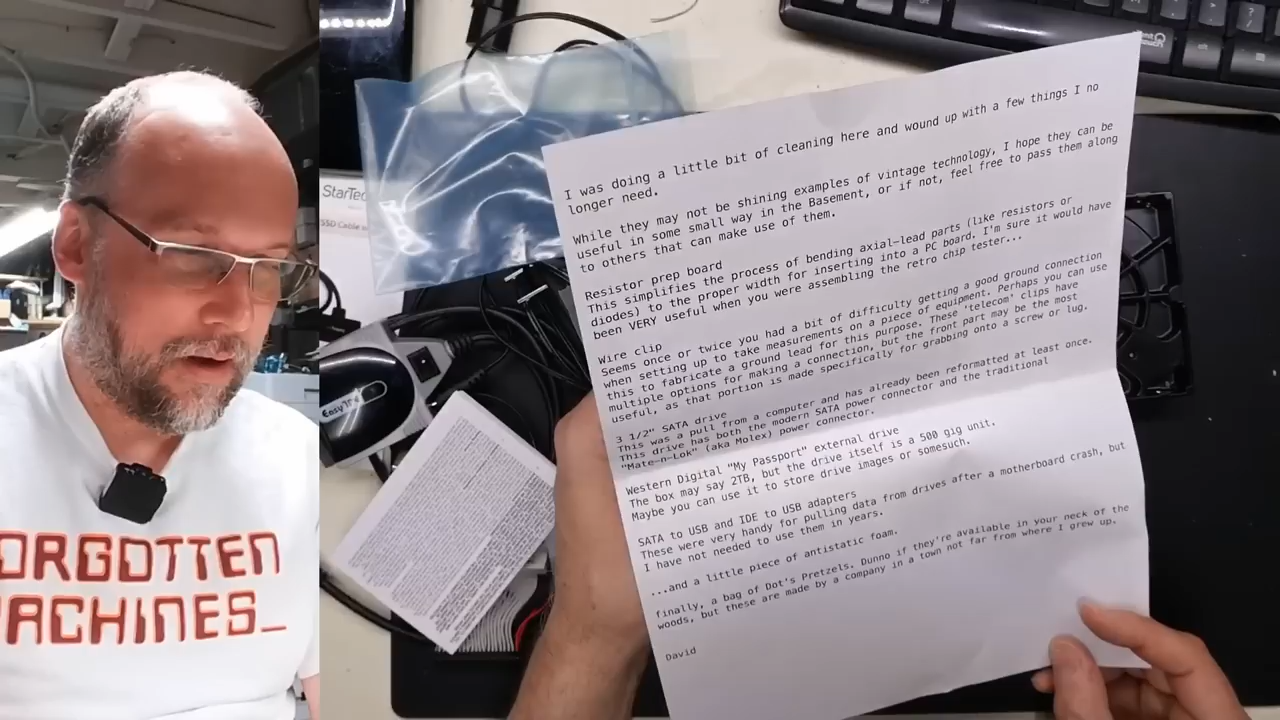 I was doing a little bit of cleaning here and wound up with a few things I no
longer need.
While they may not be shining examples of vintage technology, I hope they can be
useful in some small way in the Basement, or if not, feel free to pass them along
to others that can make use of them.
Resistor prep board
This simplifies the process of bending axial-lead parts (like resistors or
diodes) to the proper width for inserting into a PC board. I'm sure it would have
been VERY useful when you were assembling the retro chip tester...
Wire clip
Seems once or twice you had a bit of difficulty getting a good ground connection
when setting up to take measurements on a piece of equipment. Perhaps you can use
this to fabricate a ground lead for this purpose. These 'telecom' clips have
multiple options for making a connection, but the front part may be the most
useful, as that portion is made specifically for grabbing onto a screw or lug.
3 1/2" SATA drive
This was a pull from a computer and has already been reformatted at least once.
This drive has both the modern SATA power connector and the traditional
"Mate-n-Lok" (aka Molex) power connector.
Western Digital "My Passport" external drive
The box may say 2TB, but the drive itself is a 500 gig unit.
Maybe you can use it to store drive images or somesuch.
SATA to USB and IDE to USB adapters
These were very handy for pulling data from drives after a motherboard crash, but
I have not needed to use them in years.
...and a little piece of antistatic foam.
finally, a bag of Dot's Pretzels. Dunno if they're available in your neck of the
woods, but these are made by a company in a town not far from where I grew up.
David
StarTec
SSD Cable
Easy
ORGOTTEN
ACHINES_